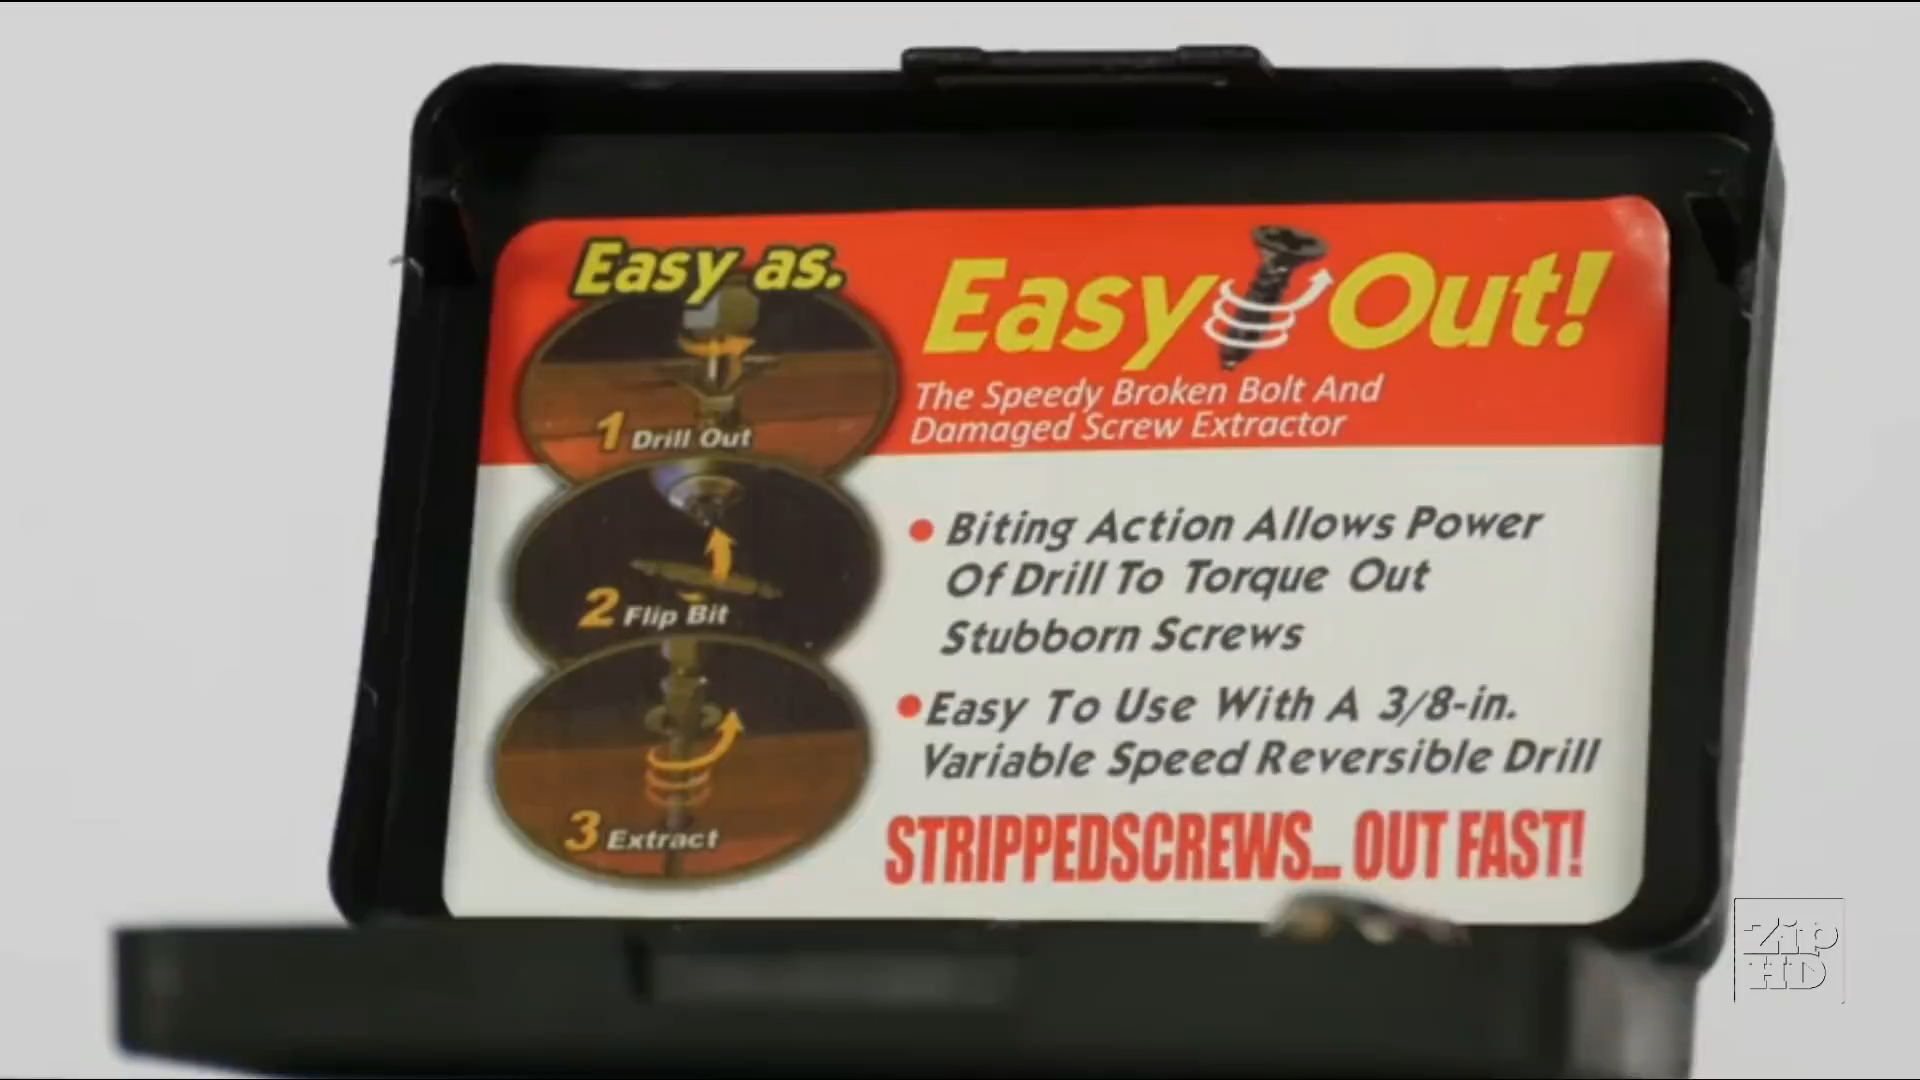 Easy as.
1 Drill Out
2 Flip Bit
3 Extract
Easy Out!
The Speedy Broken Bolt And
Damaged Screw Extractor
• Biting Action Allows Power
Of Drill To Torque Out
Stubborn Screws
• Easy To Use With A 3/8-in.
Variable Speed Reversible Drill
STRIPPEDSCREWS... OUT FAST!
Zip
HD